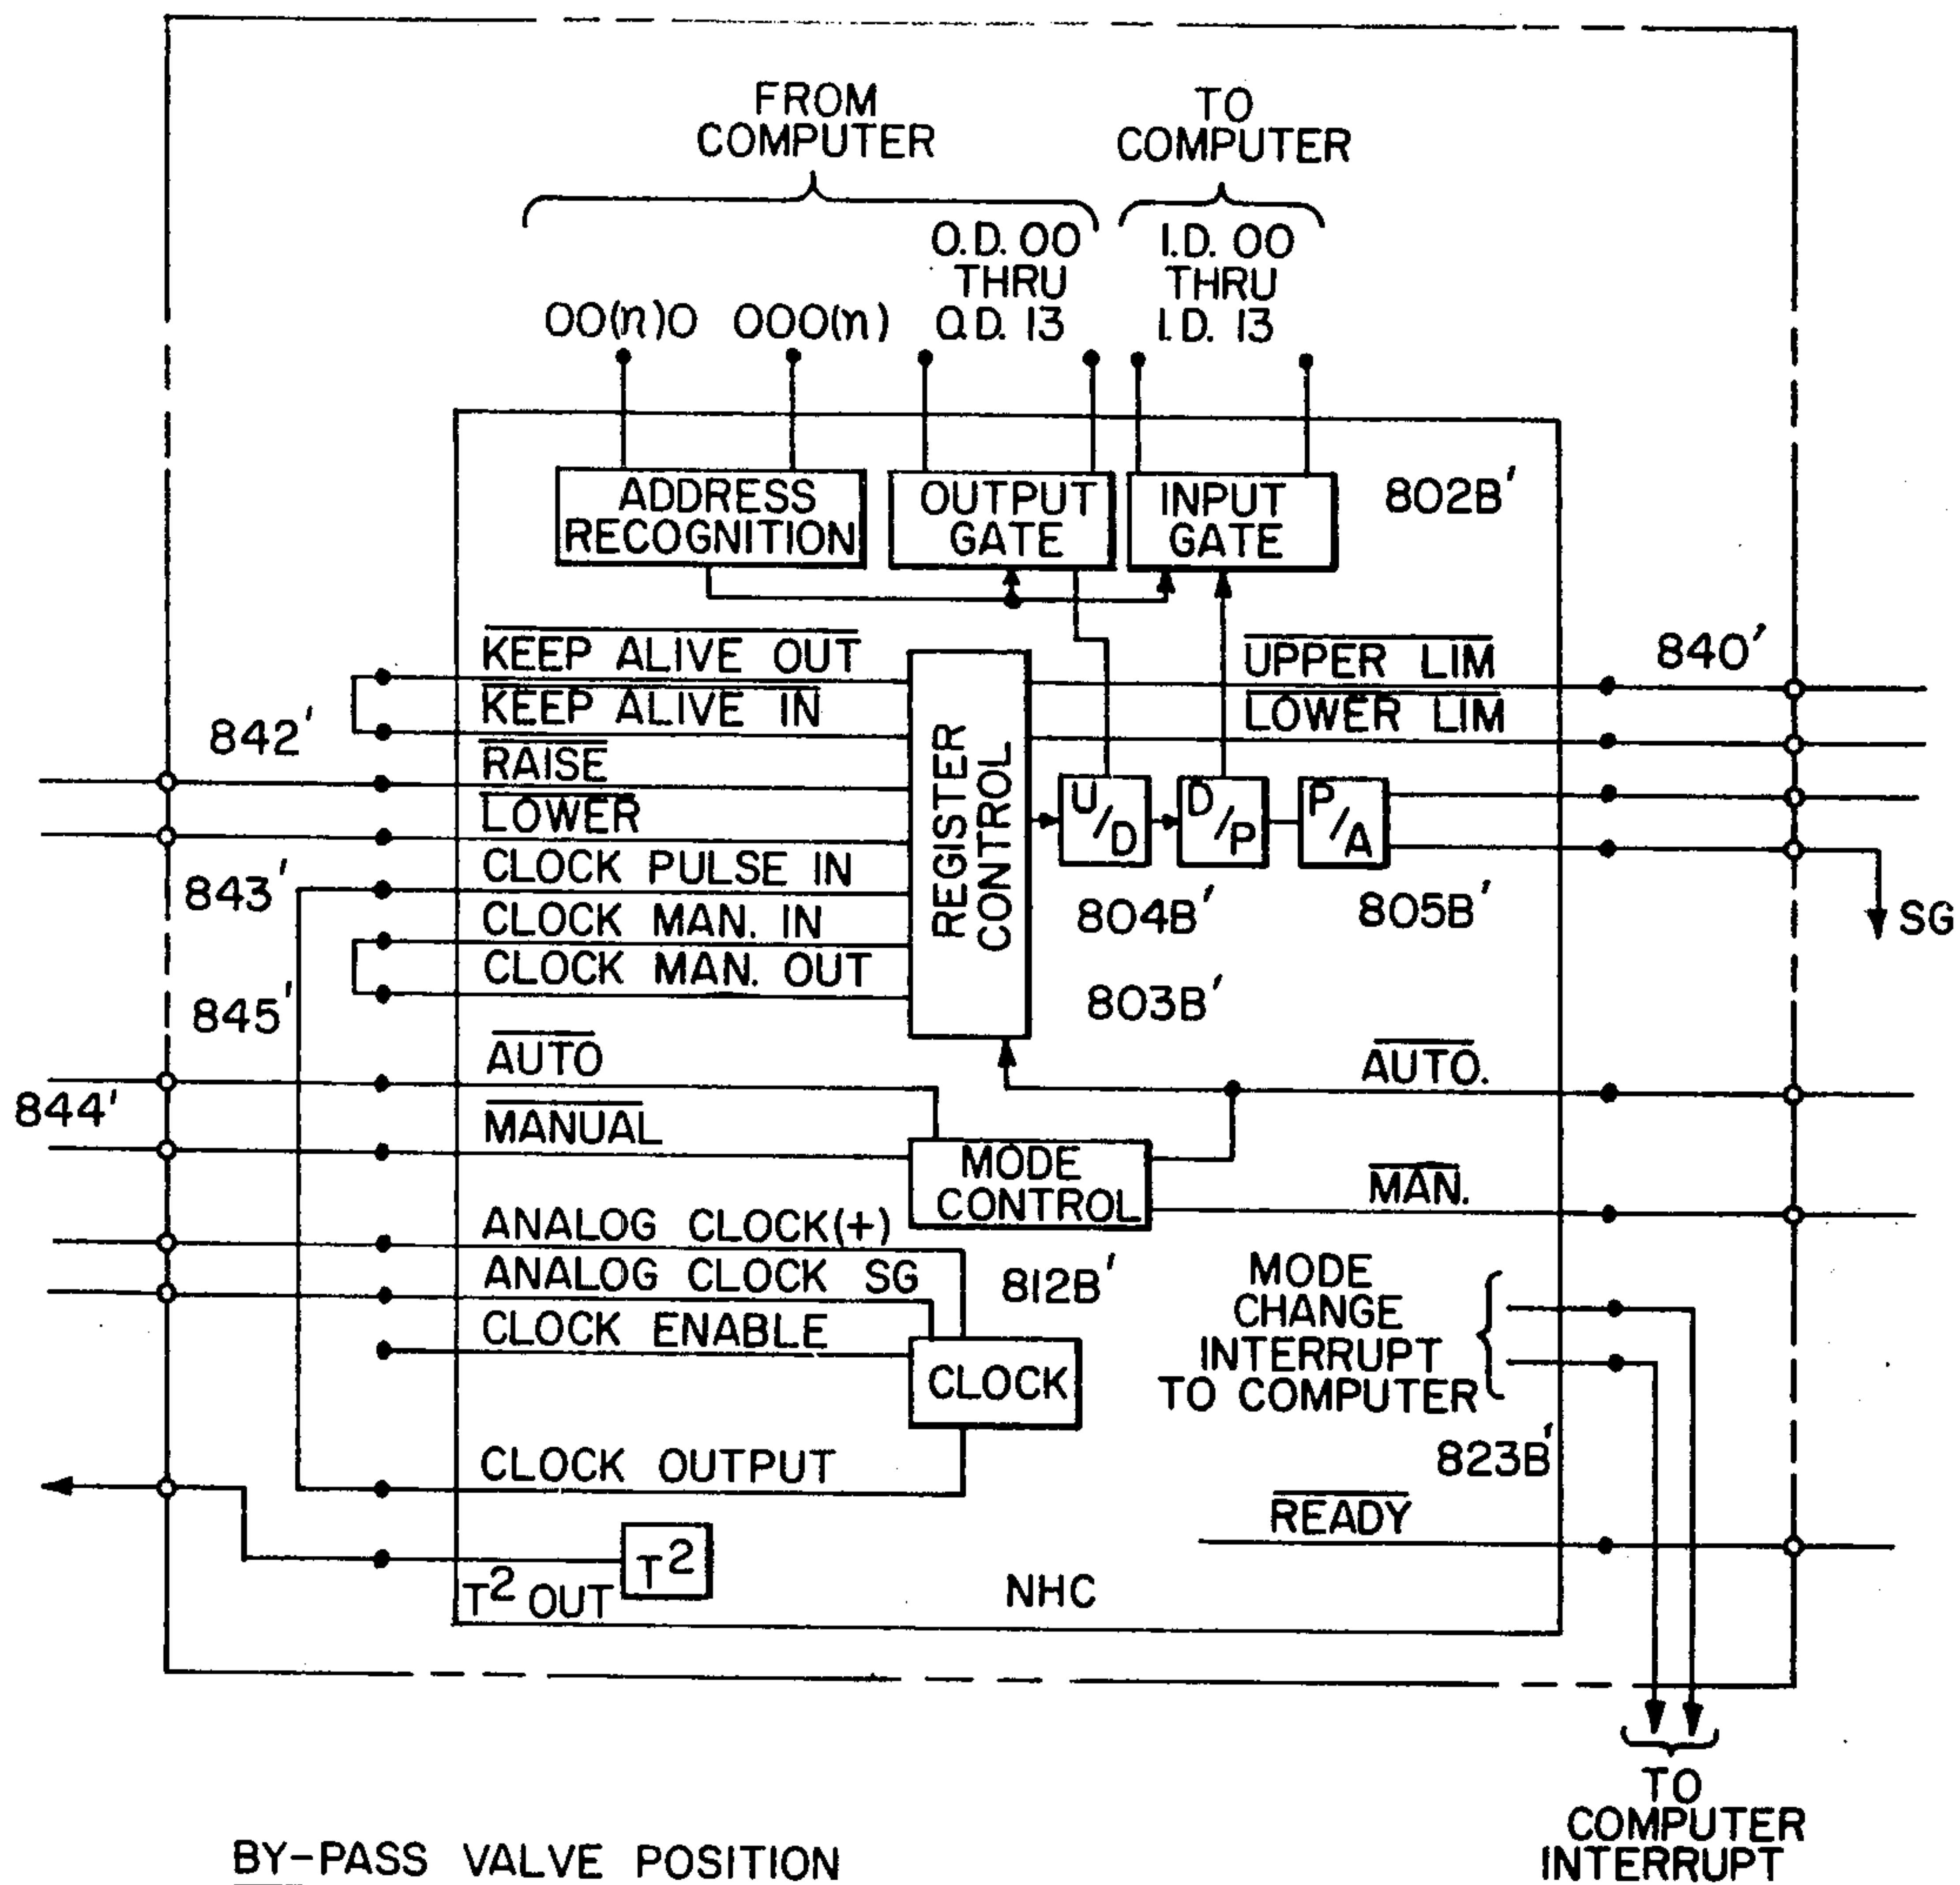 FROM
COMPUTER
TO
COMPUTER
O.D. 00
THRU
O.D. 13
I.D. 00
THRU
I.D. 13
00(n)0
000(n)
ADDRESS
RECOGNITION
OUTPUT
GATE
INPUT
GATE
802B'
KEEP ALIVE OUT
KEEP ALIVE IN
RAISE
LOWER
CLOCK PULSE IN
CLOCK MAN. IN
CLOCK MAN. OUT
842'
843'
845'
REGISTER
CONTROL
UPPER LIM
LOWER LIM
840'
U/D
D/P
P/A
804B'
805B'
803B'
SG
AUTO
MANUAL
844'
MODE
CONTROL
AUTO.
MAN.
ANALOG CLOCK(+)
ANALOG CLOCK SG
CLOCK ENABLE
812B'
CLOCK
CLOCK OUTPUT
MODE
CHANGE
INTERRUPT
TO COMPUTER
823B'
READY
T2
T2 OUT
NHC
TO
COMPUTER
INTERRUPT
BY-PASS VALVE POSITION